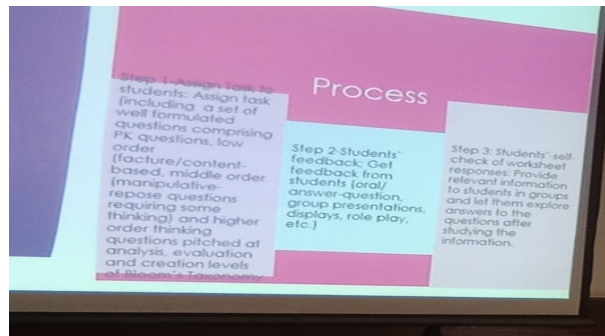 Process
Step 1-Assign Task to
students: Assign task
(including a set of
well formulated
questions comprising
PK questions, low
order
(facture/content-
based, middle order
(manipulative-
repose questions
requiring some
thinking) and higher
order thinking
questions pitched at
analysis, evaluation
and creation levels
of Bloom's Taxonomy
Step 2-Students'
feedback; Get
feedback from
students (oral/
answer-question,
group presentations,
displays, role play,
etc.)
Step 3: Students'-self-
check of worksheet
responses: Provide
relevant information
to students in groups
and let them explore
answers to the
questions after
studying the
information.